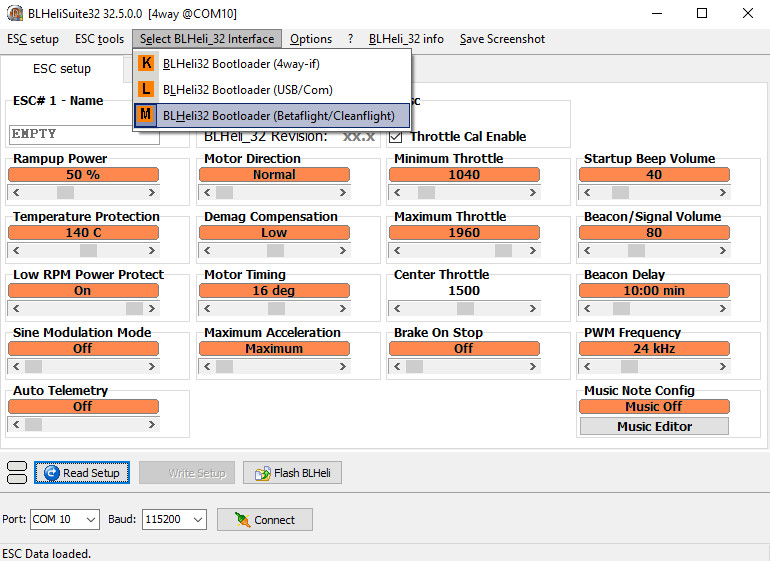 BLHeliSuite32 32.5.0.0 [4way @COM10]
ESC setup ESC tools Select BLHeli_32 Interface Options ? BLHeli_32 info Save Screenshot
K BLHeli32 Bootloader (4way-if)
L BLHeli32 Bootloader (USB/Com)
M BLHeli32 Bootloader (Betaflight/Cleanflight)
ESC setup
ESC# 1 - Name
EMPTY
BLHeli_32 Revision: xx.x
Throttle Cal Enable
Rampup Power Motor Direction Minimum Throttle Startup Beep Volume
50 % Normal 1040 40
Temperature Protection Demag Compensation Maximum Throttle Beacon/Signal Volume
140 C Low 1960 80
Low RPM Power Protect Motor Timing Center Throttle Beacon Delay
On 16 deg 1500 10:00 min
Sine Modulation Mode Maximum Acceleration Brake On Stop PWM Frequency
Off Maximum Off 24 kHz
Auto Telemetry Music Note Config
Off Music Off
Music Editor
Read Setup Write Setup Flash BLHeli
Port: COM 10 Baud: 115200 Connect
ESC Data loaded.